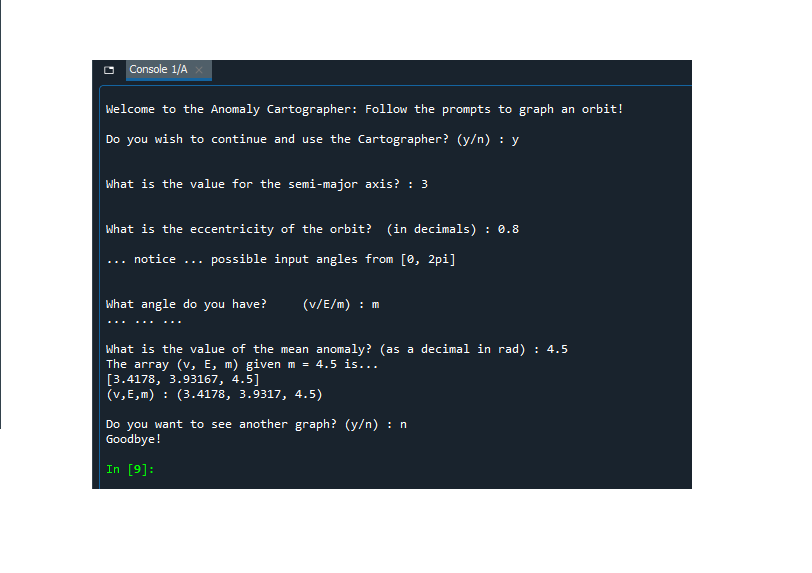 Console 1/A
Welcome to the Anomaly Cartographer: Follow the prompts to graph an orbit!
Do you wish to continue and use the Cartographer? (y/n) : y
What is the value for the semi-major axis? : 3
What is the eccentricity of the orbit?  (in decimals) : 0.8
... notice ... possible input angles from [0, 2pi]
What angle do you have?     (v/E/m) : m
... ... ...
What is the value of the mean anomaly? (as a decimal in rad) : 4.5
The array (v, E, m) given m = 4.5 is...
[3.4178, 3.93167, 4.5]
(v,E,m) : (3.4178, 3.9317, 4.5)
Do you want to see another graph? (y/n) : n
Goodbye!
In [9]: